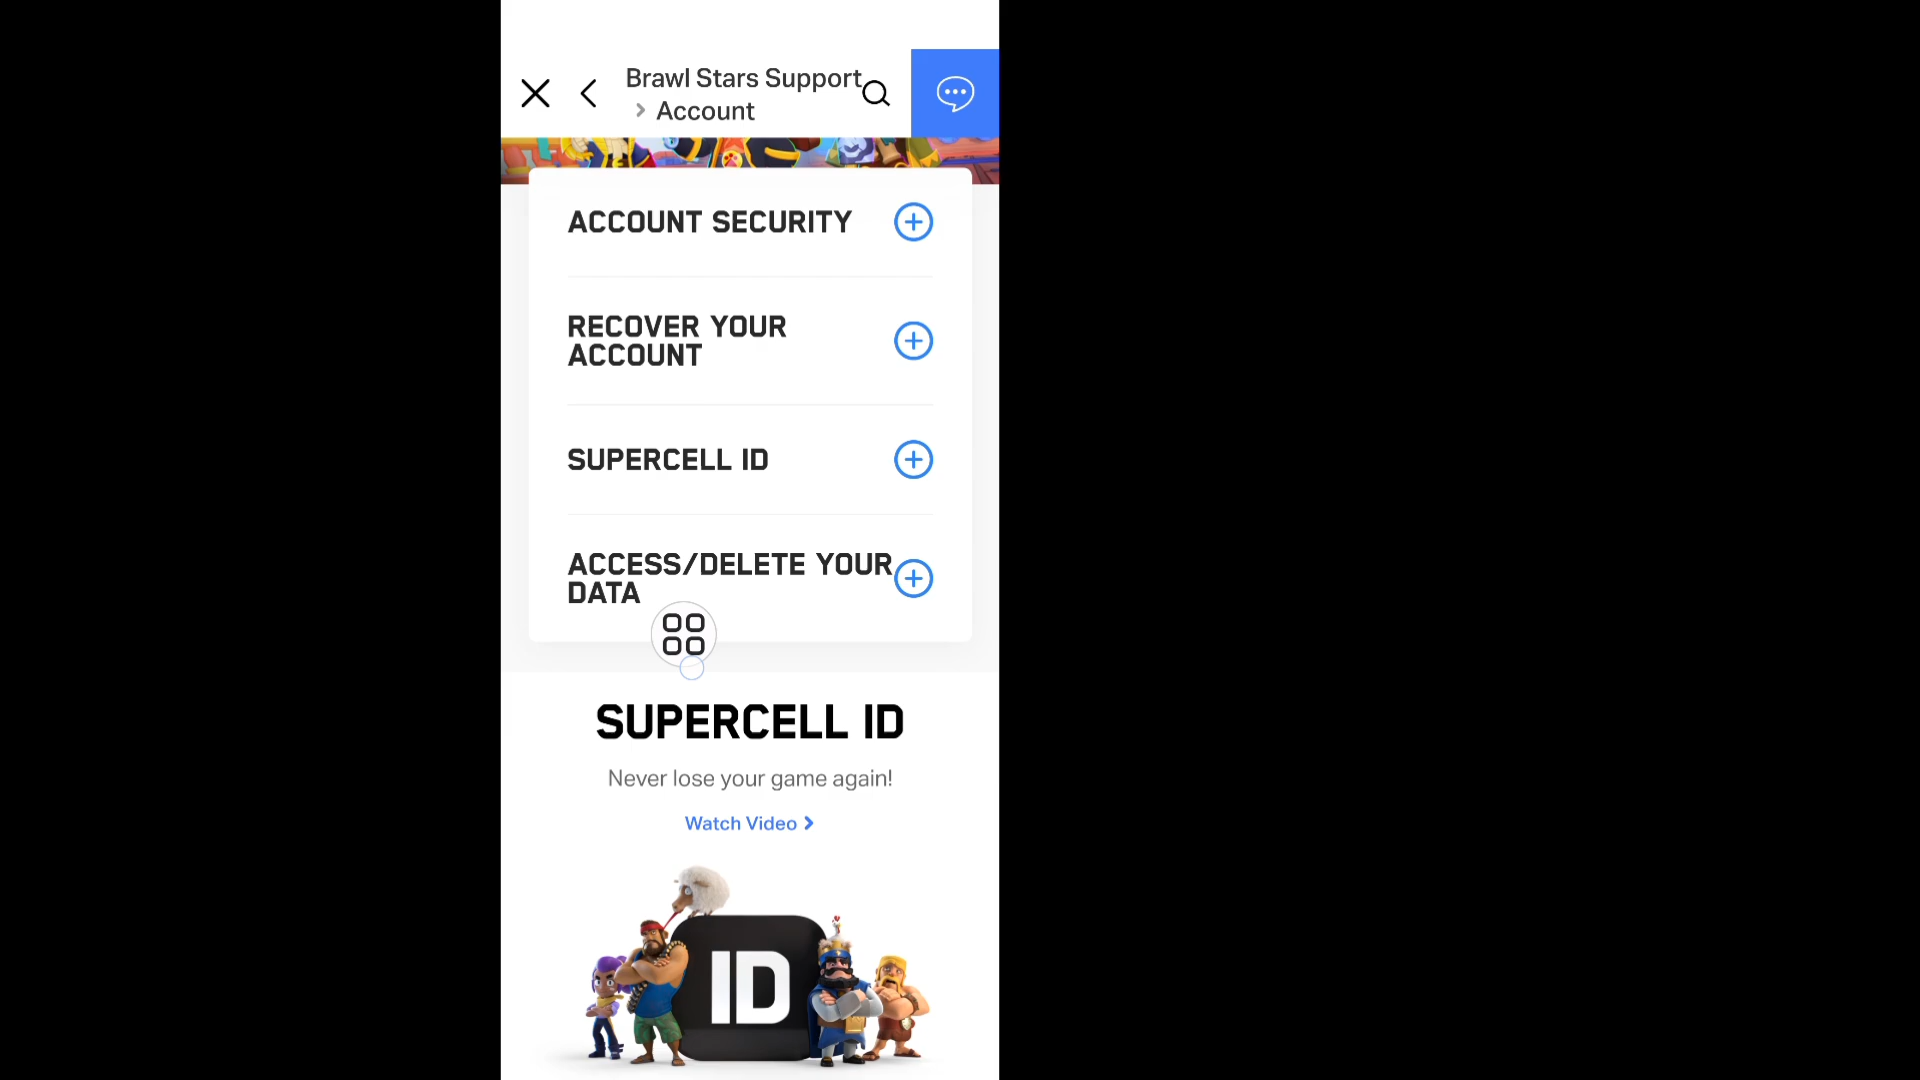 Brawl Stars Support
> Account
ACCOUNT SECURITY
RECOVER YOUR
ACCOUNT
SUPERCELL ID
ACCESS/DELETE YOUR
DATA
SUPERCELL ID
Never lose your game again!
Watch Video >
ID